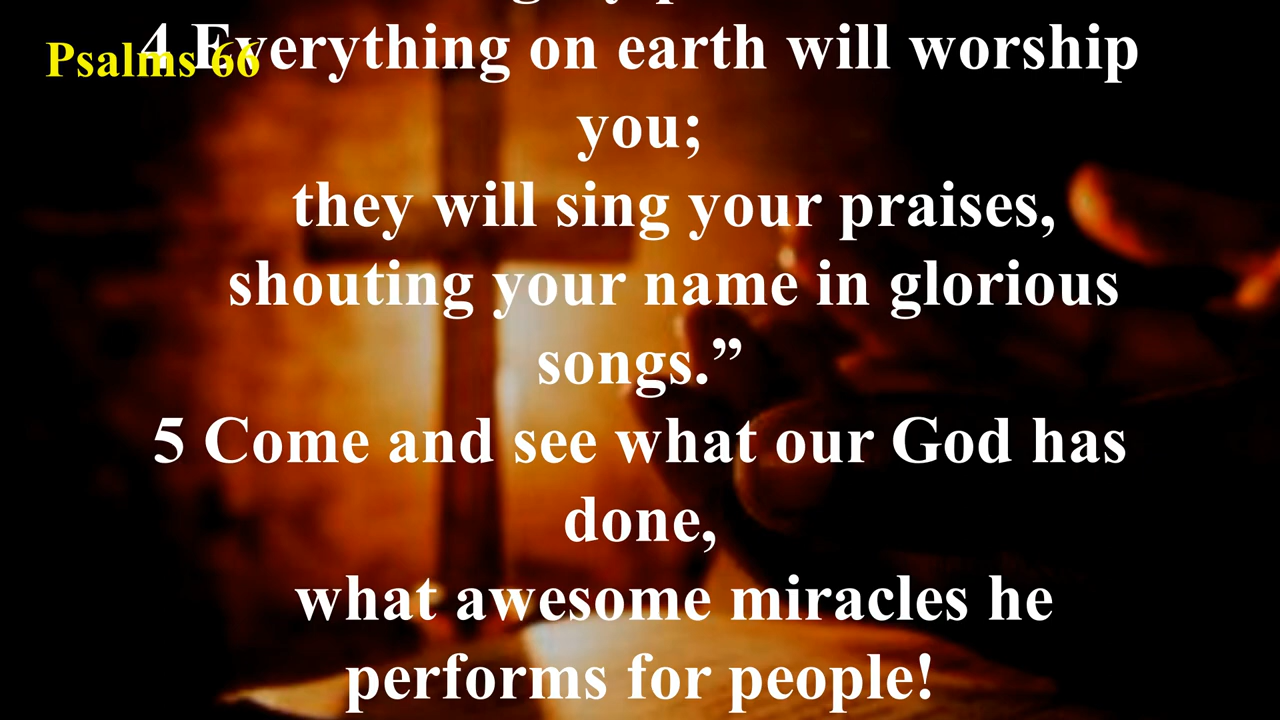 Psalms 66
4 Everything on earth will worship
you;
they will sing your praises,
shouting your name in glorious
songs.”
5 Come and see what our God has
done,
what awesome miracles he
performs for people!